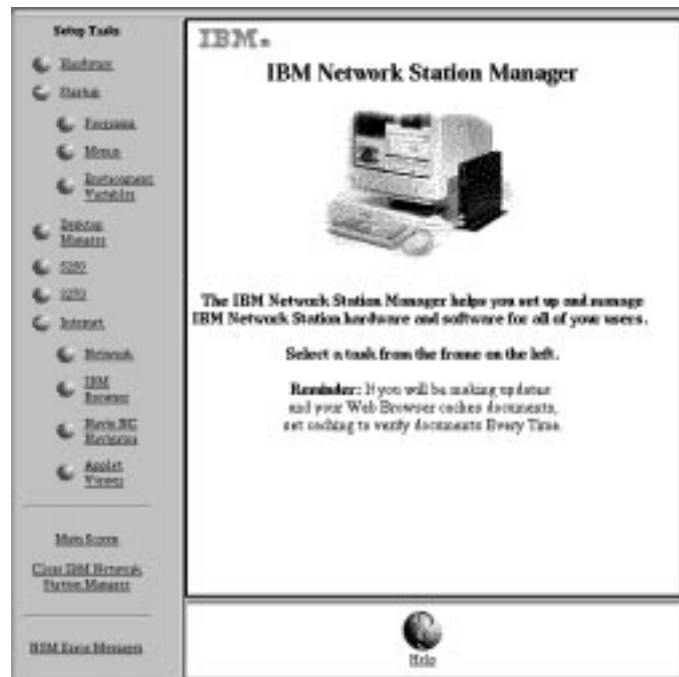 Setup Tasks
Hardware
Startup
Programs
Menus
Environment
Variables
Desktop
Manager
5250
3270
Internet
Network
IBM
Browser
Navio NC
Navigator
Applet
Viewer
Main Screen
Close IBM Network
Station Manager
NSM Error Messages
IBM®
IBM Network Station Manager
The IBM Network Station Manager helps you set up and manage
IBM Network Station hardware and software for all of your users.
Select a task from the frame on the left.
Reminder: If you will be making updates
and your Web Browser caches documents,
set caching to verify documents Every Time.
Help